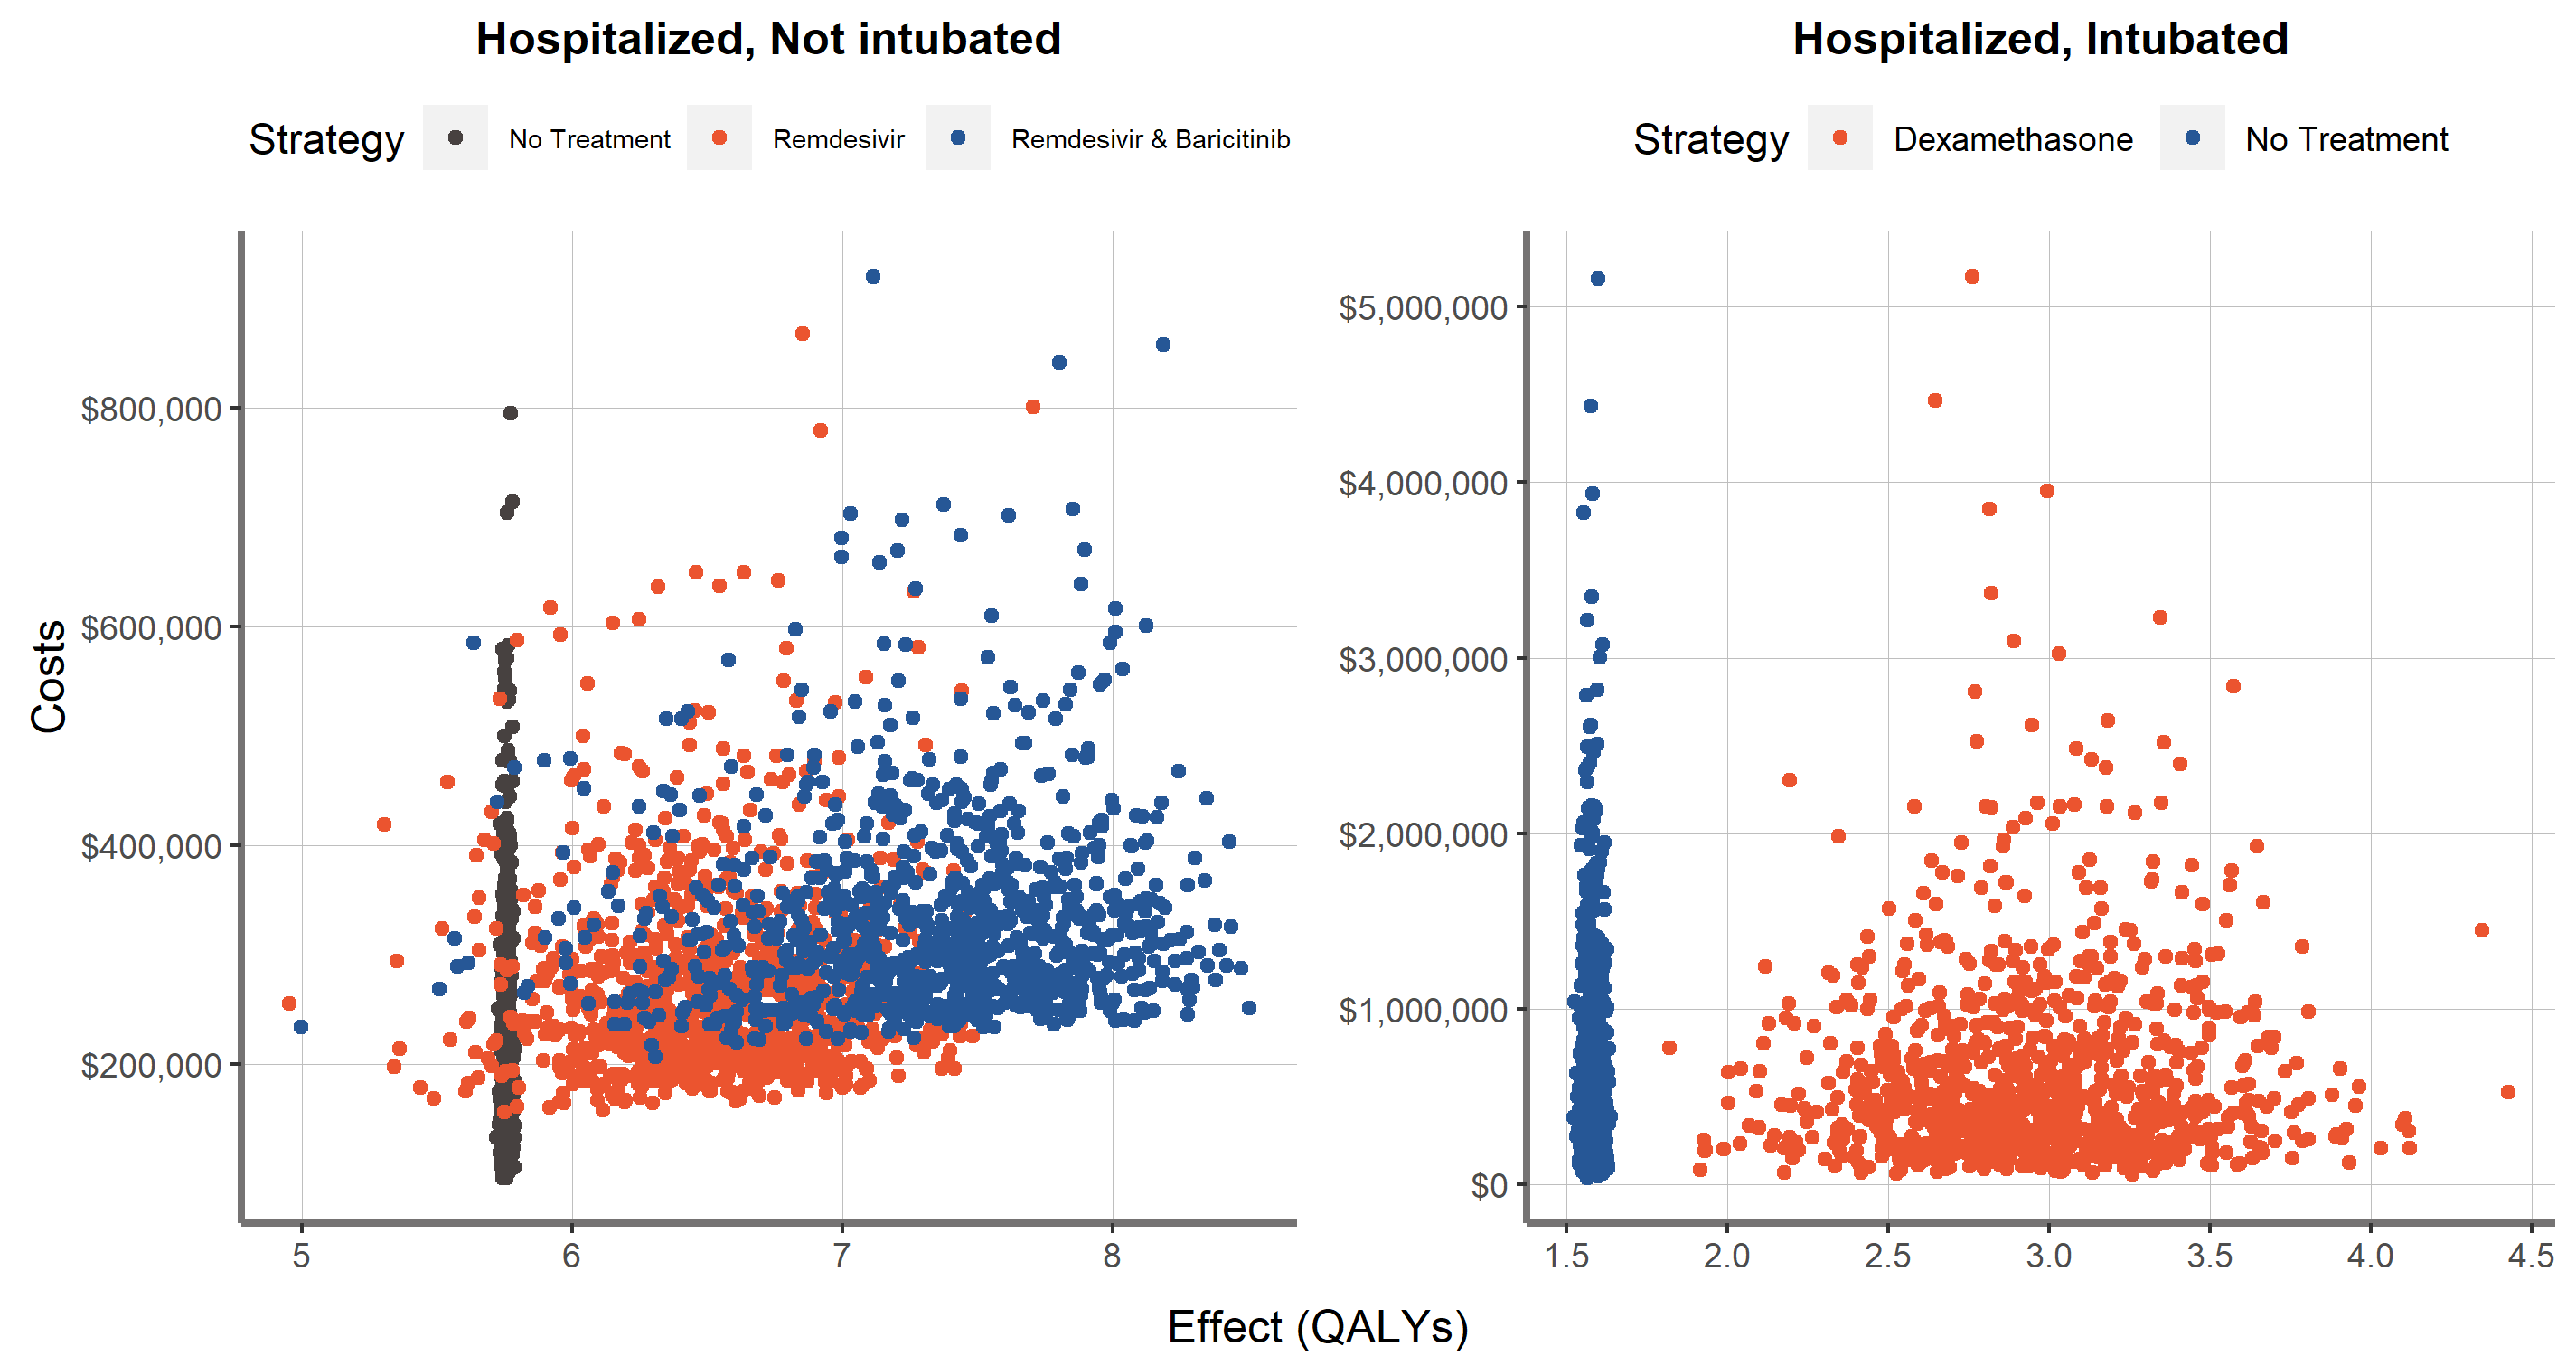 Hospitalized, Not intubated
Strategy No Treatment Remdesivir Remdesivir & Baricitinib
Costs
$800,000
$600,000
$400,000
$200,000
5 6 7 8
Hospitalized, Intubated
Strategy Dexamethasone No Treatment
$5,000,000
$4,000,000
$3,000,000
$2,000,000
$1,000,000
$0
1.5 2.0 2.5 3.0 3.5 4.0 4.5
Effect (QALYs)